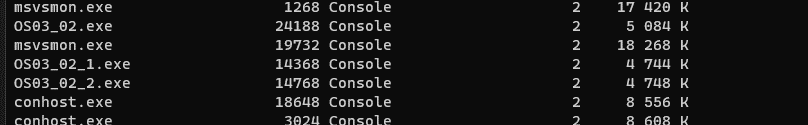 msvsmon.exe 1268 Console 2 17 420 K
OS03_02.exe 24188 Console 2 5 084 K
msvsmon.exe 19732 Console 2 18 268 K
OS03_02_1.exe 14368 Console 2 4 744 K
OS03_02_2.exe 14768 Console 2 4 748 K
conhost.exe 18648 Console 2 8 556 K
conhost.exe 3024 Console 2 8 608 K